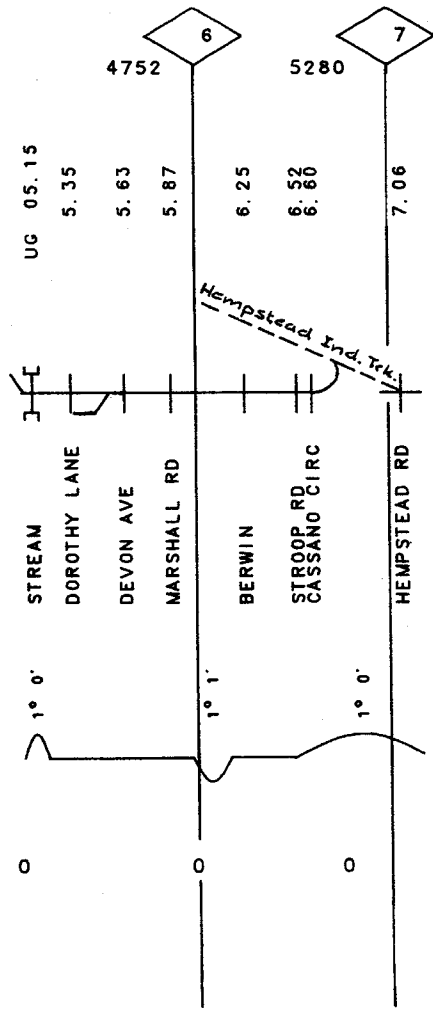 6
7
4752
5280
UG 05.15
5.35
5.63
5.87
6.25
6.52
6.60
7.06
Hempstead Ind. Trk.
STREAM
DOROTHY LANE
DEVON AVE
MARSHALL RD
BERWIN
STROOP RD
CASSANO CIRC
HEMPSTEAD RD
1° 0'
1° 1'
1° 0'
0
0
0